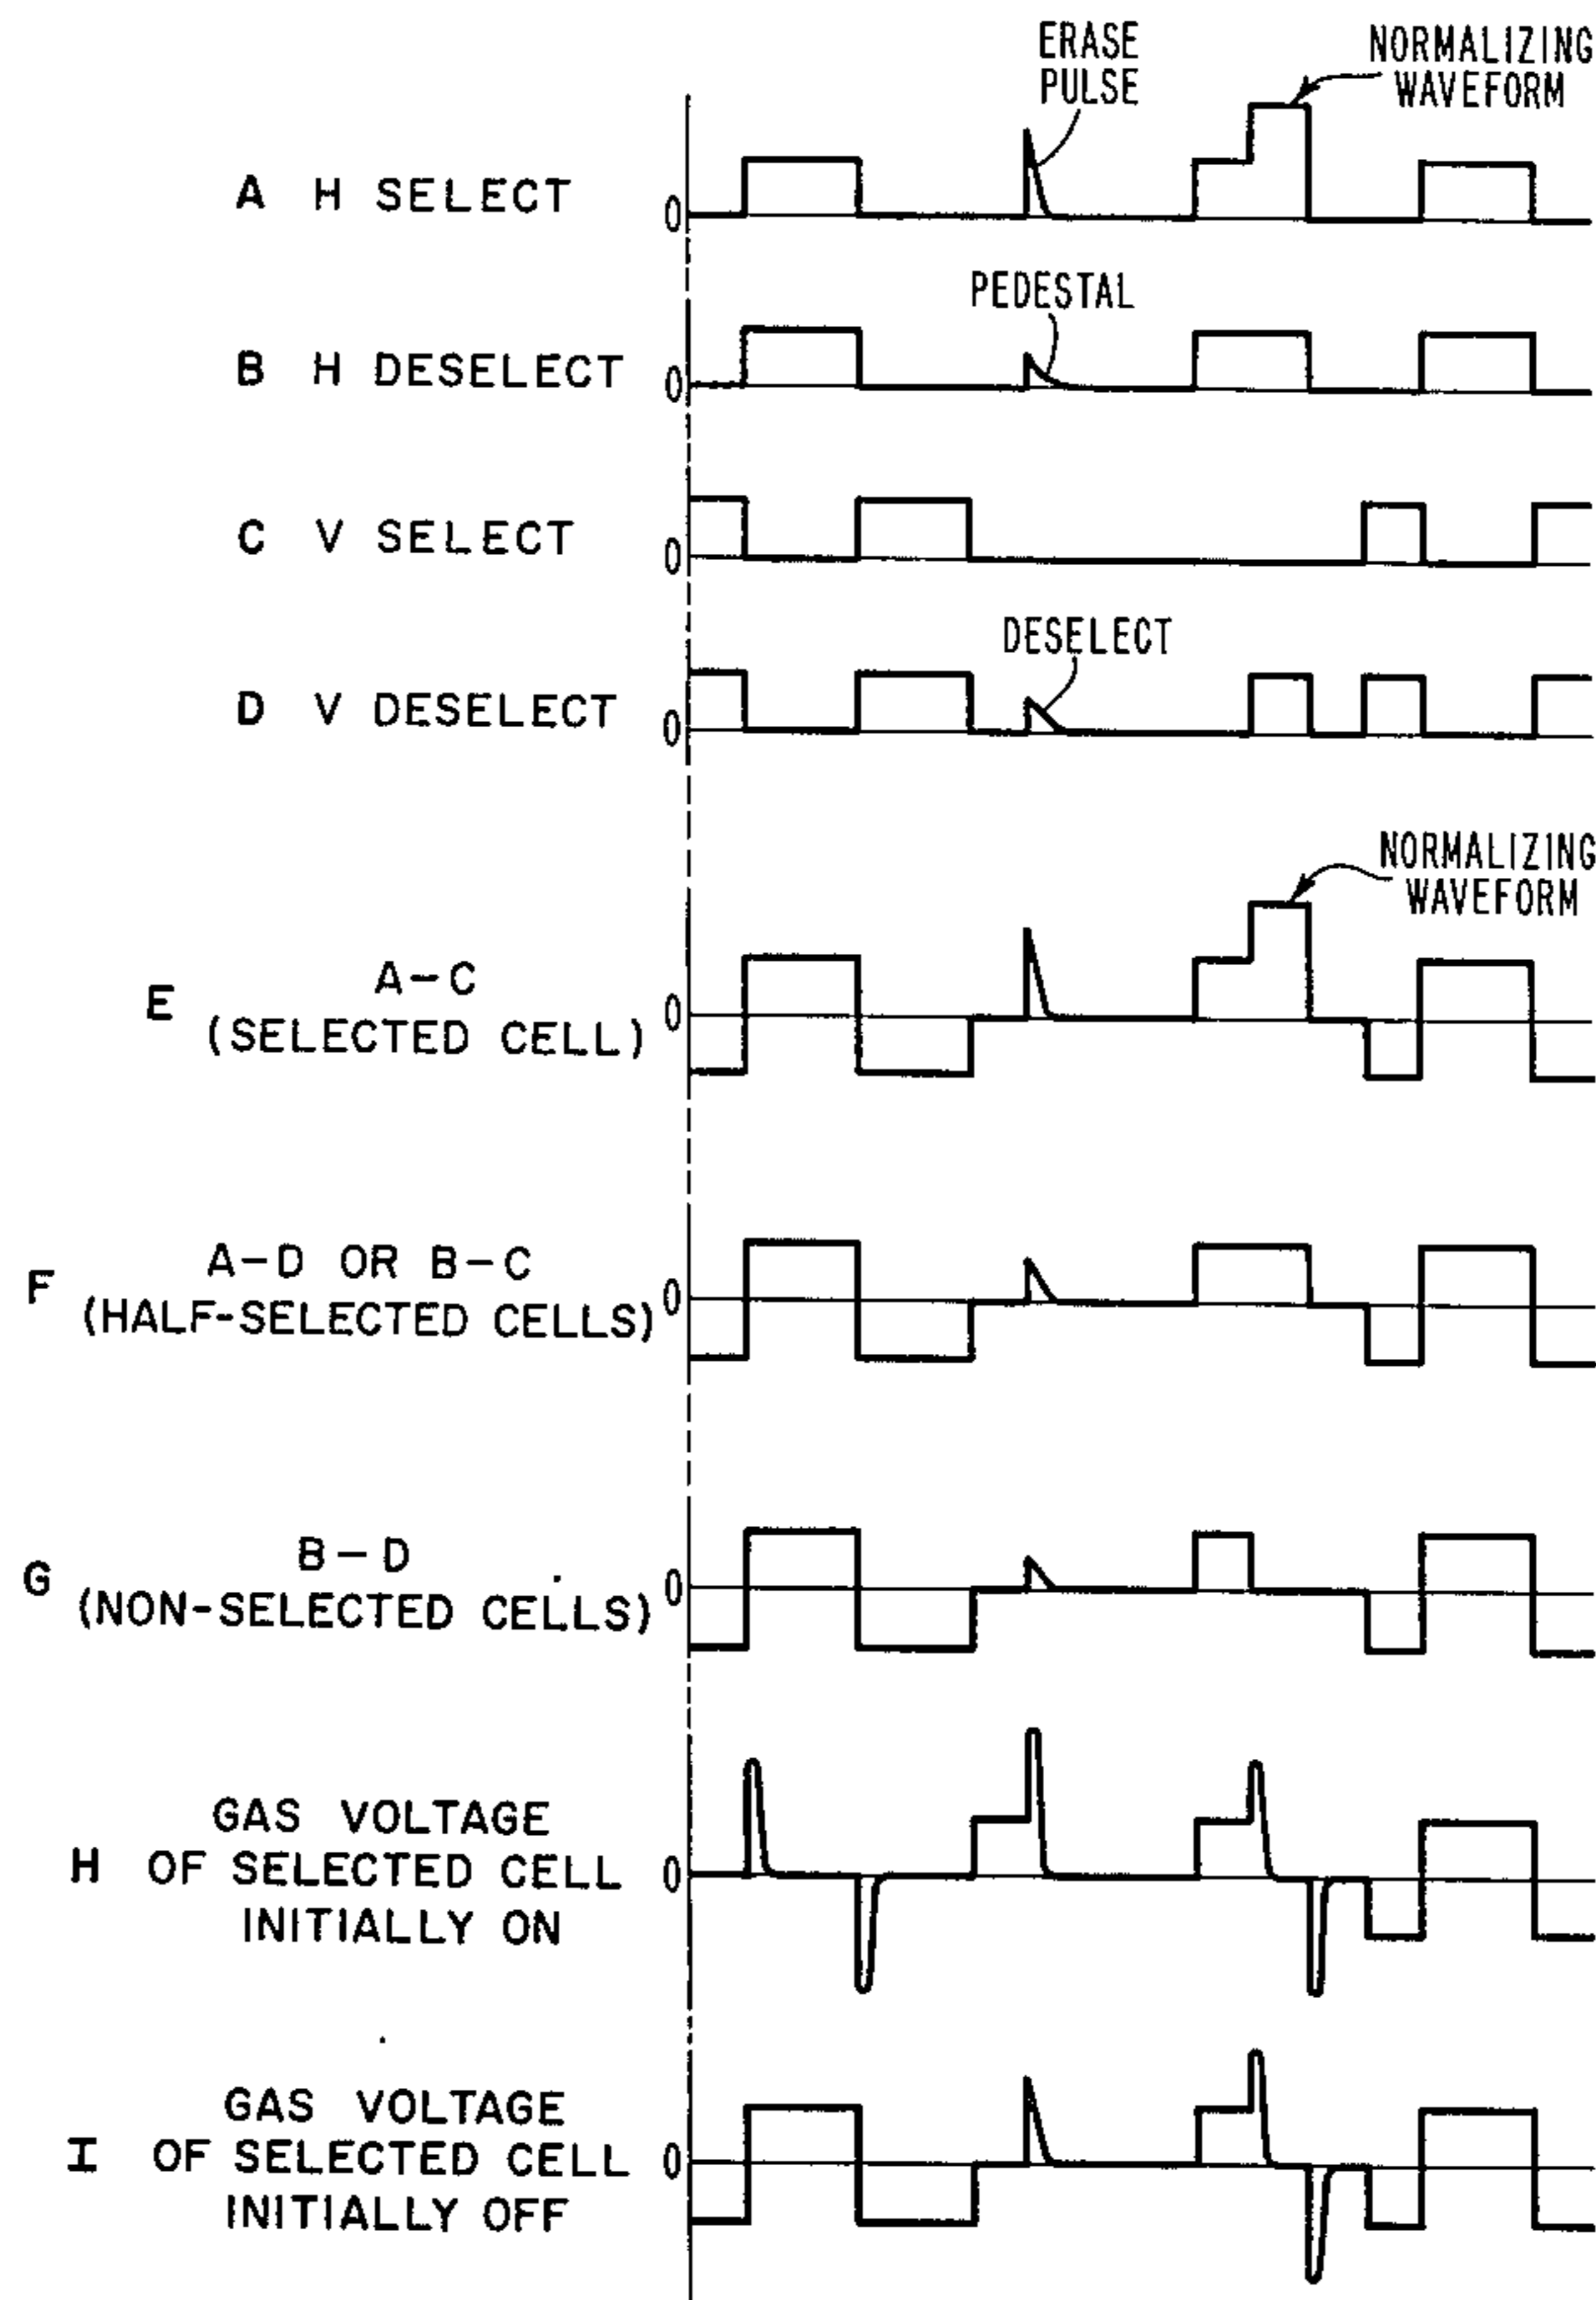 ERASE
PULSE
NORMALIZING
WAVEFORM
A H SELECT
0
PEDESTAL
B H DESELECT
0
C V SELECT
0
DESELECT
D V DESELECT
0
NORMALIZING
WAVEFORM
A-C
E
(SELECTED CELL)
0
A-D OR B-C
F
(HALF-SELECTED CELLS)
0
B-D
G
(NON-SELECTED CELLS)
0
GAS VOLTAGE
H OF SELECTED CELL
0
INITIALLY ON
GAS VOLTAGE
I OF SELECTED CELL
0
INITIALLY OFF